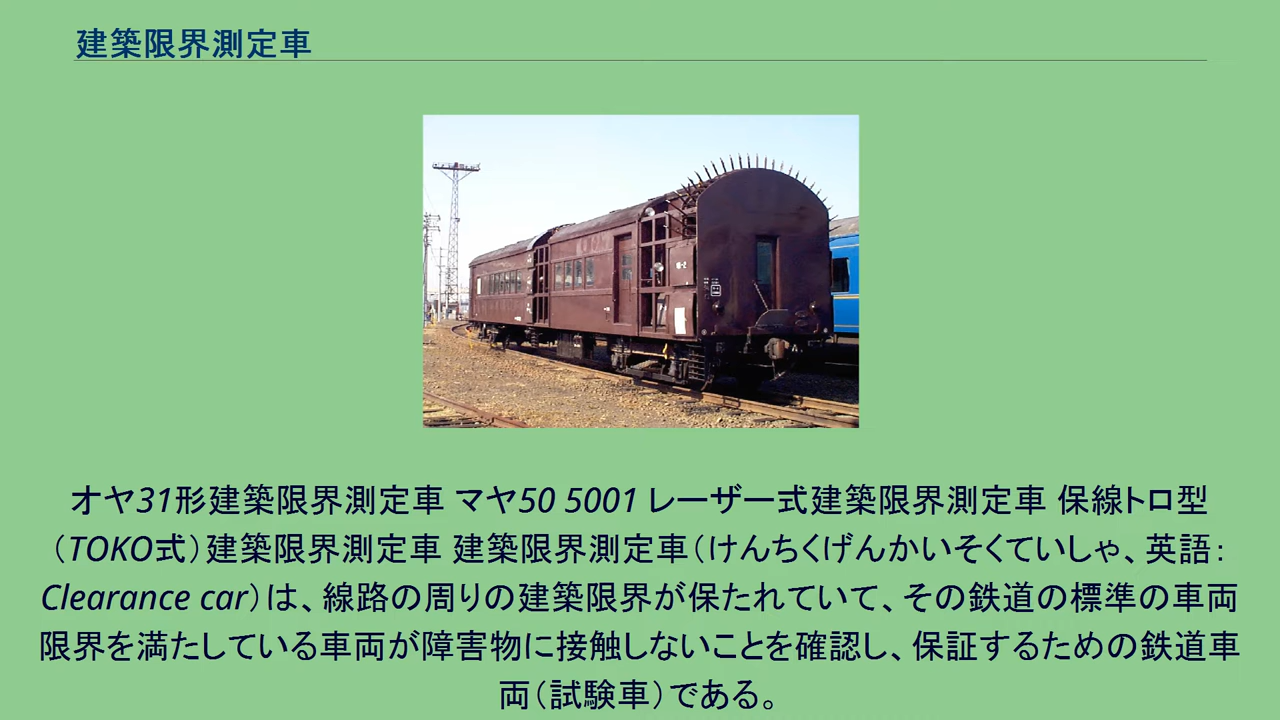 建築限界測定車
オヤ31形建築限界測定車 マヤ50 5001 レーザー式建築限界測定車 保線トロ型
（TOKO式）建築限界測定車 建築限界測定車（けんちくげんかいそくていしゃ、英語：
Clearance car）は、線路の周りの建築限界が保たれていて、その鉄道の標準の車両
限界を満たしている車両が障害物に接触しないことを確認し、保証するための鉄道車
両（試験車）である。